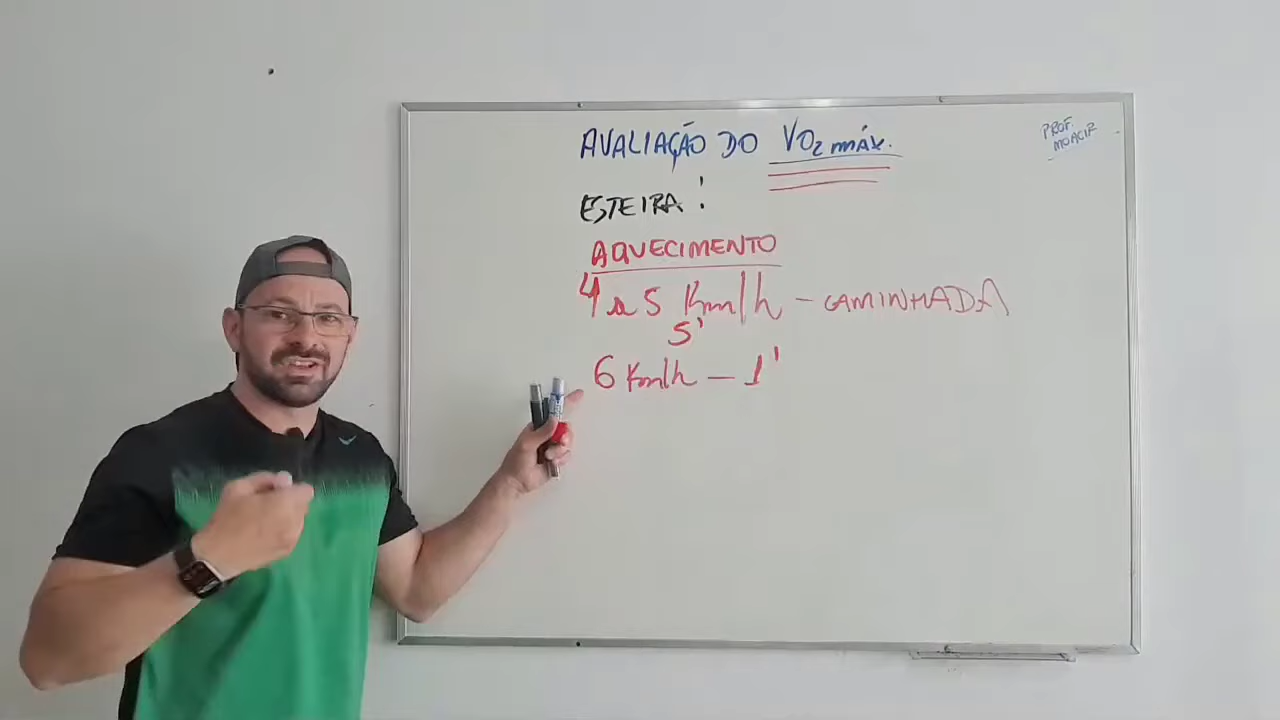 AVALIAÇÃO DO VO2 máx.
PROF. MOACIR
ESTEIRA:
AQUECIMENTO
4 a 5 Km/h - CAMINHADA
5'
6 Km/h - 1'